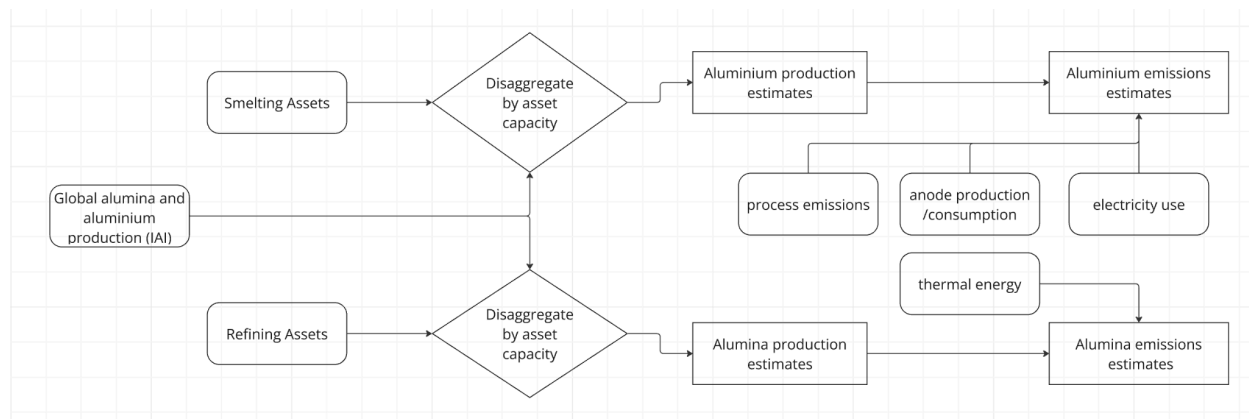 Smelting Assets
Disaggregate
by asset
capacity
Aluminium production
estimates
Aluminium emissions
estimates
Global alumina and
aluminium
production (IAI)
process emissions
anode production
/consumption
electricity use
thermal energy
Refining Assets
Disaggregate
by asset
capacity
Alumina production
estimates
Alumina emissions
estimates